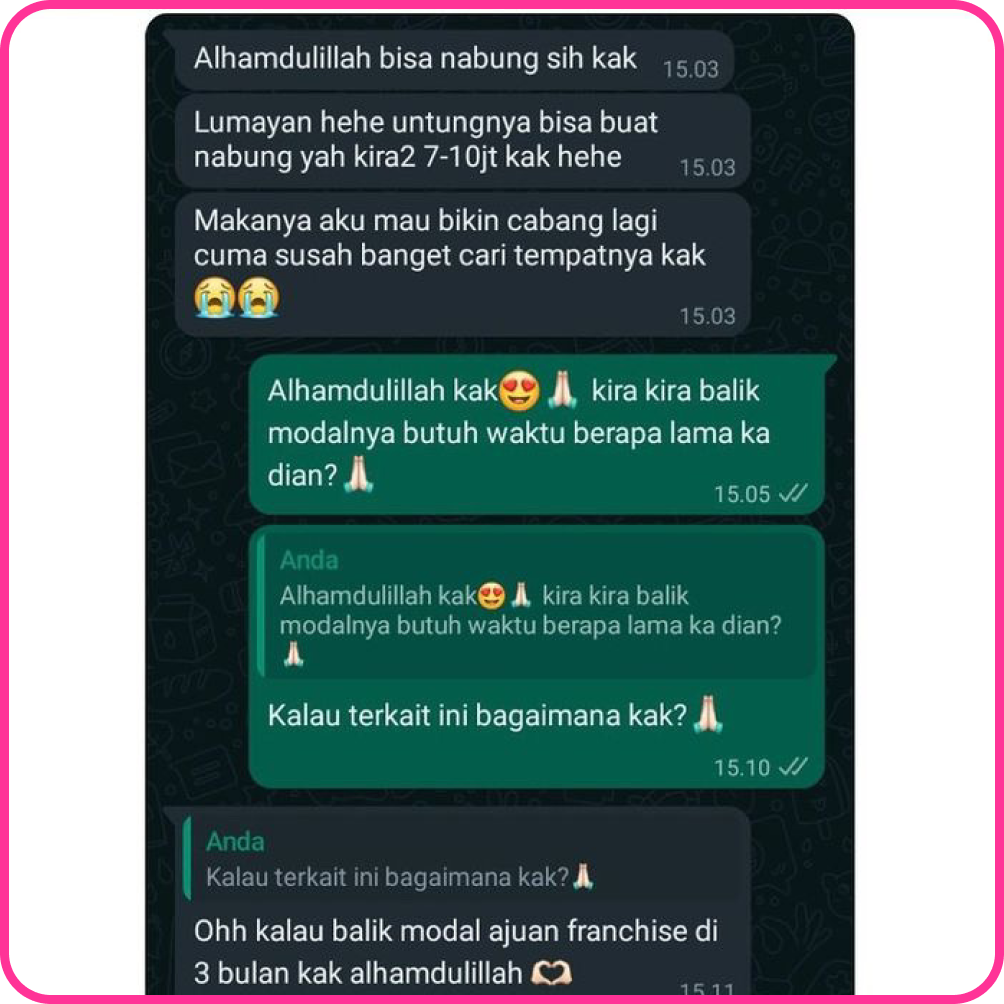 Alhamdulillah bisa nabung sih kak 15.03
Lumayan hehe untungnya bisa buat
nabung yah kira2 7-10jt kak hehe 15.03
Makanya aku mau bikin cabang lagi
cuma susah banget cari tempatnya kak
😭😭 15.03
Alhamdulillah kak😍🙏🏻 kira kira balik
modalnya butuh waktu berapa lama ka
dian?🙏🏻 15.05
Anda
Alhamdulillah kak😍🙏🏻 kira kira balik
modalnya butuh waktu berapa lama ka dian?
🙏🏻
Kalau terkait ini bagaimana kak?🙏🏻
15.10
Anda
Kalau terkait ini bagaimana kak?🙏🏻
Ohh kalau balik modal ajuan franchise di
3 bulan kak alhamdulillah 🫶🏻 15.11